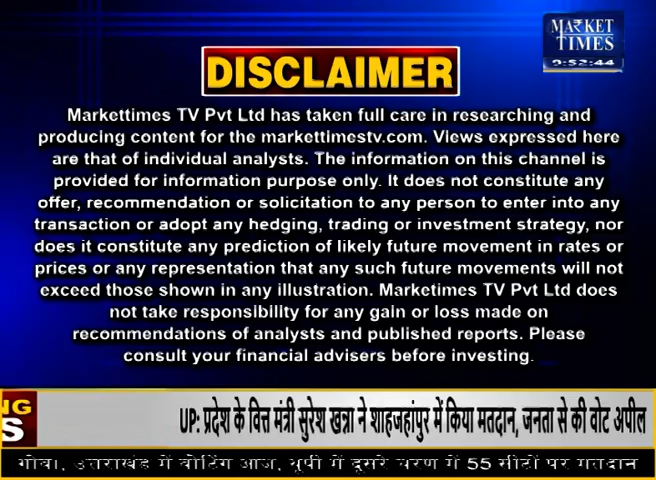 MARKET
TIMES
9:52:44
DISCLAIMER
Markettimes TV Pvt Ltd has taken full care in researching and
producing content for the markettimestv.com. Views expressed here
are that of individual analysts. The information on this channel is
provided for information purpose only. It does not constitute any
offer, recommendation or solicitation to any person to enter into any
transaction or adopt any hedging, trading or investment strategy, nor
does it constitute any prediction of likely future movement in rates or
prices or any representation that any such future movements will not
exceed those shown in any illustration. Marketimes TV Pvt Ltd does
not take responsibility for any gain or loss made on
recommendations of analysts and published reports. Please
consult your financial advisers before investing.
NG
S
UP: प्रदेश के वित्त मंत्री सुरेश खन्ना ने शाहजहांपुर में किया मतदान, जनता से की वोट अपील
गोवा, उत्तराखंड में वोटिंग आज, यूपी में दूसरे चरण में 55 सीटों पर मतदान